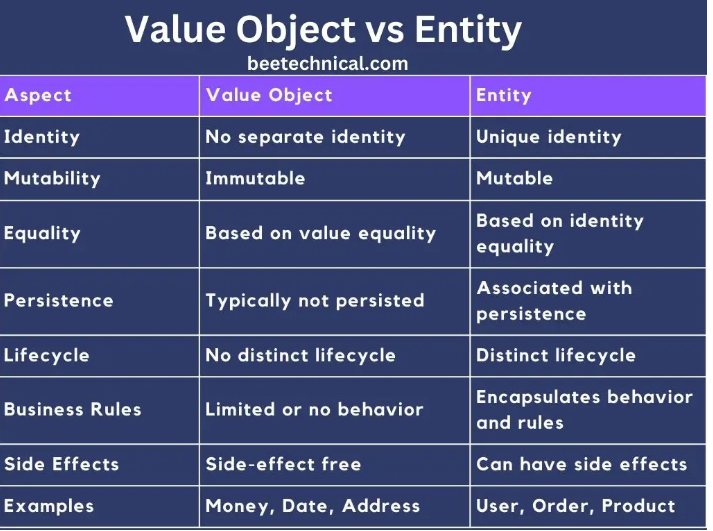 Value Object vs Entity
beetechnical.com
Aspect Value Object Entity
Identity No separate identity Unique identity
Mutability Immutable Mutable
Equality Based on value equality Based on identity
equality
Persistence Typically not persisted Associated with
persistence
Lifecycle No distinct lifecycle Distinct lifecycle
Business Rules Limited or no behavior Encapsulates behavior
and rules
Side Effects Side-effect free Can have side effects
Examples Money, Date, Address User, Order, Product